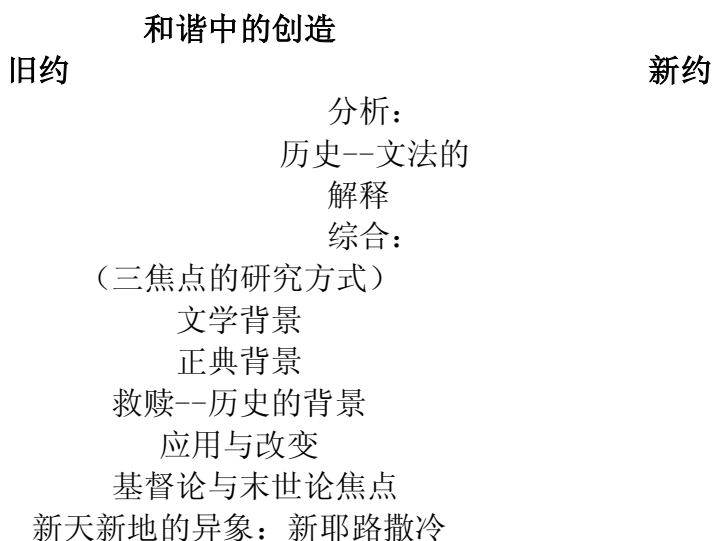 和谐中的创造
旧约 新约
分析：
历史--文法的
解释
综合：
（三焦点的研究方式）
文学背景
正典背景
救赎--历史的背景
应用与改变
基督论与末世论焦点
新天新地的异象：新耶路撒冷